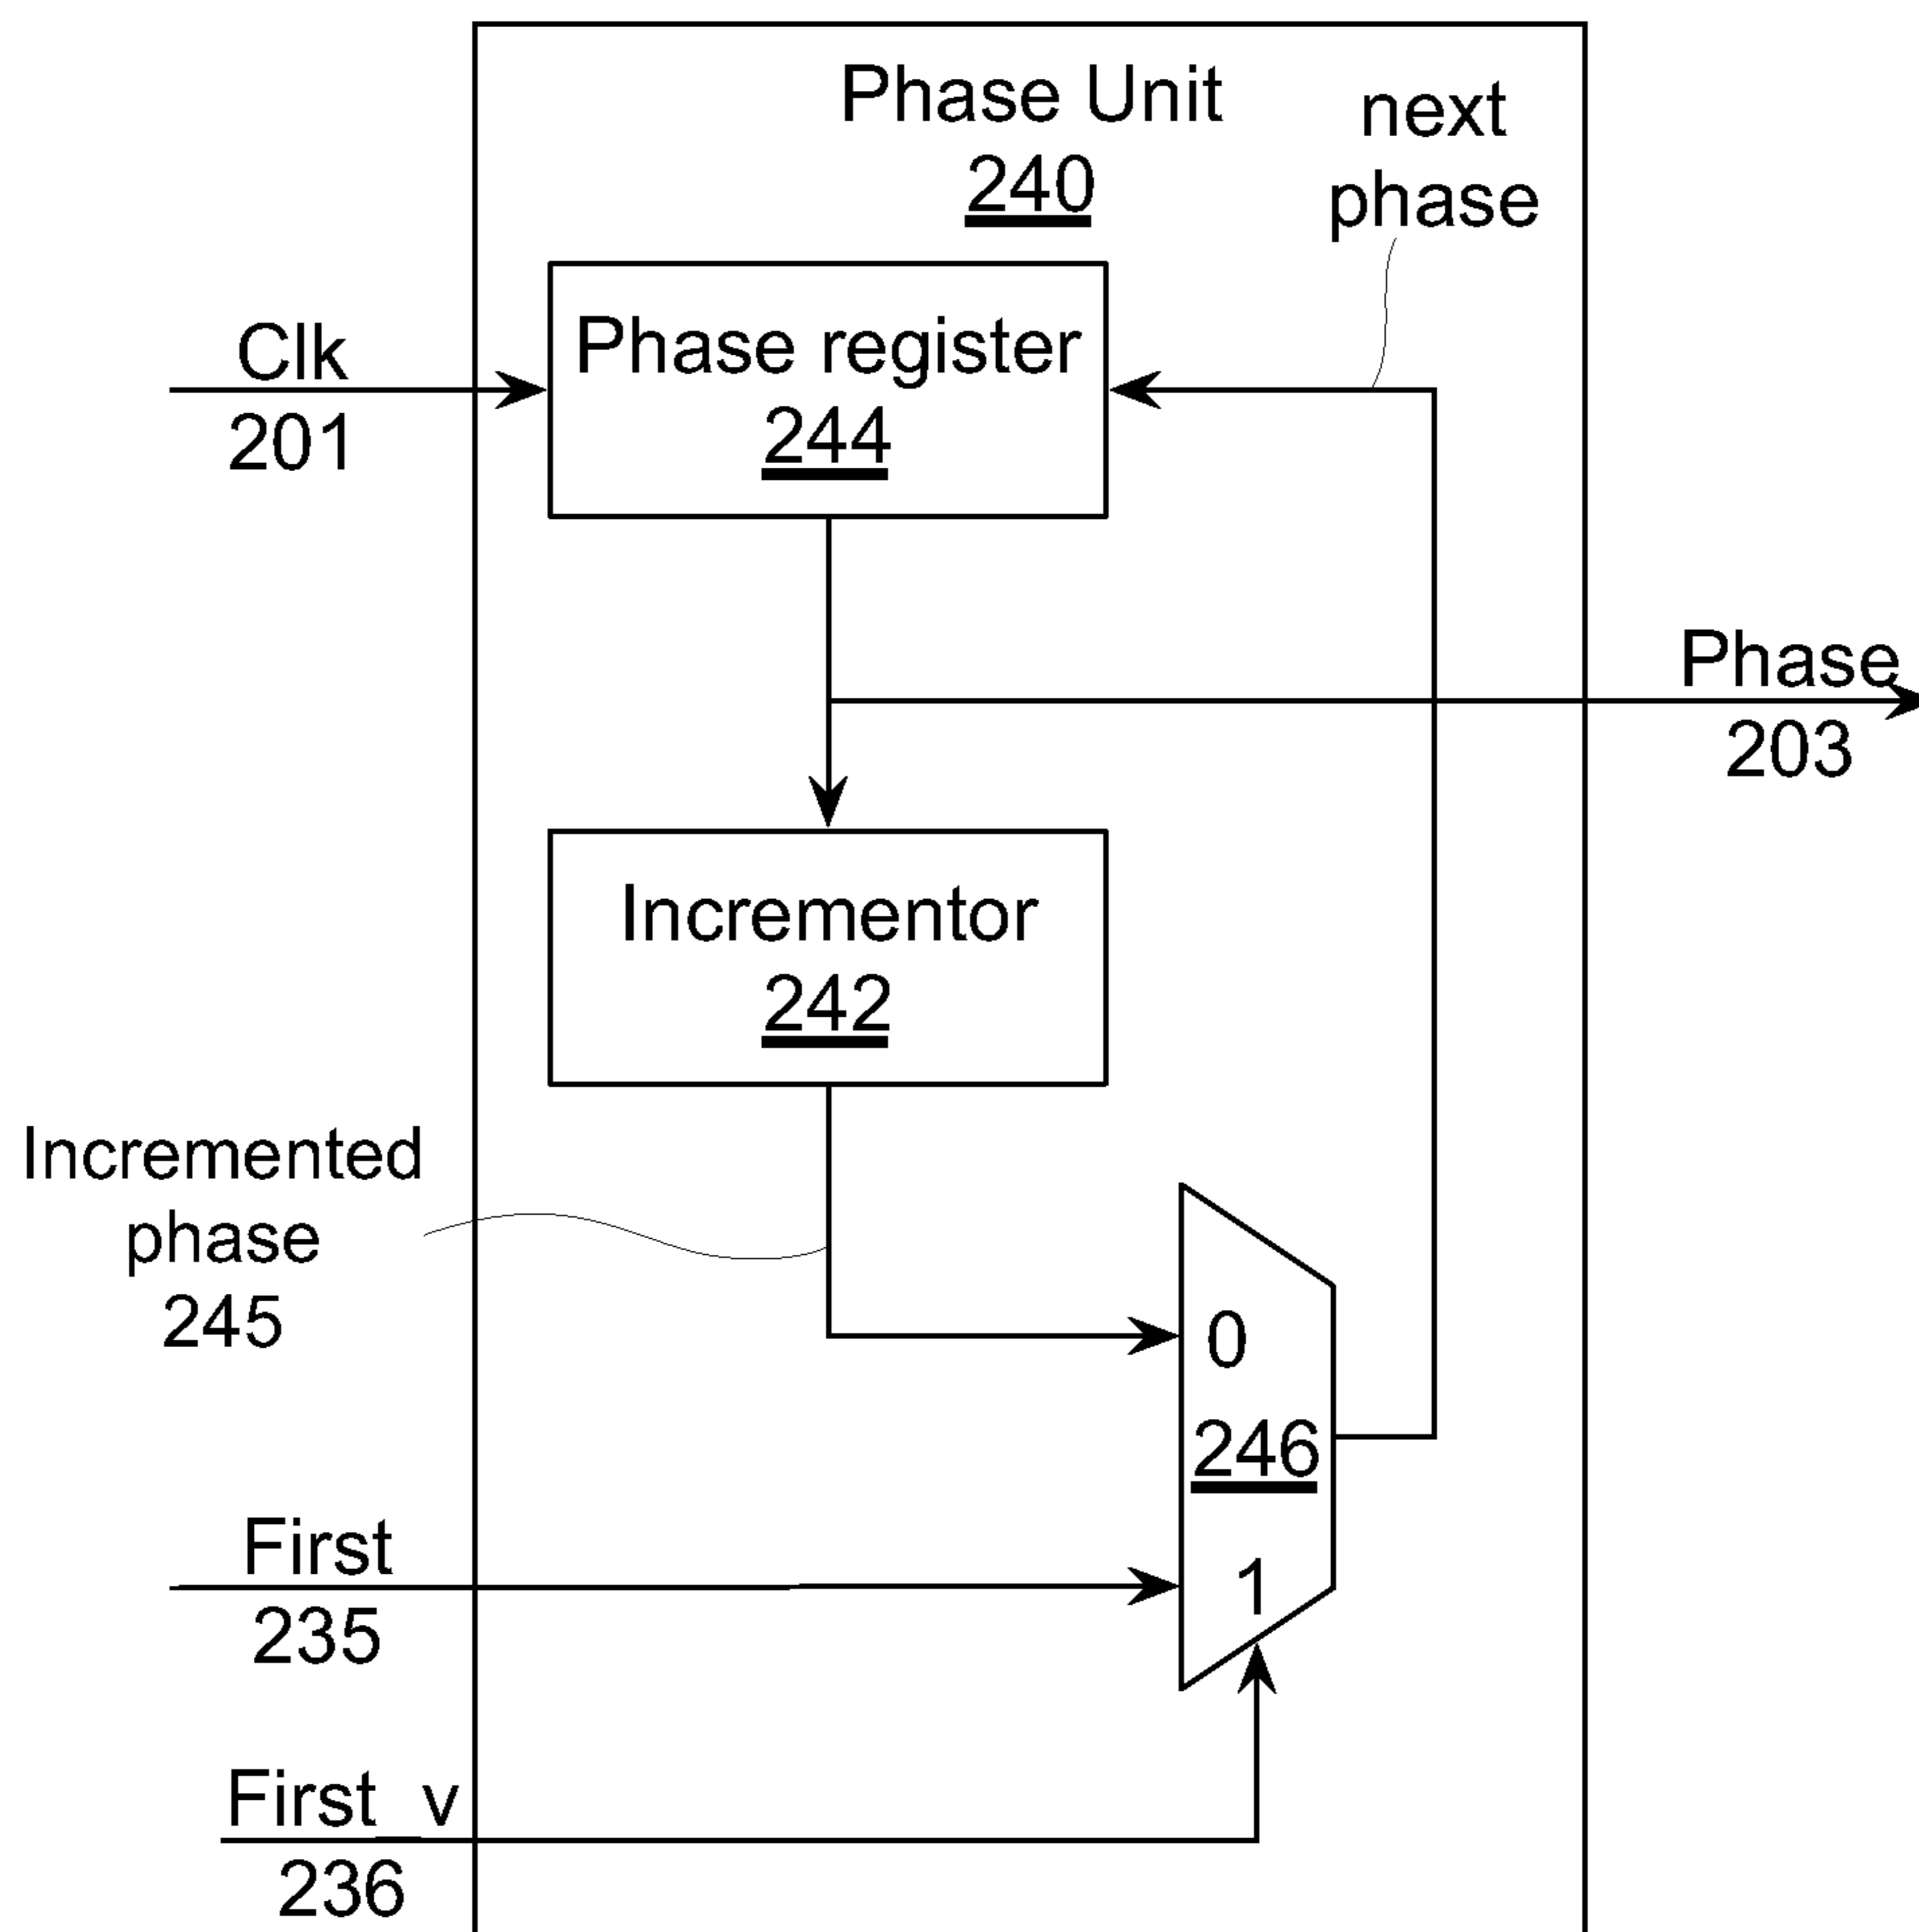 Phase Unit
240
next
phase
Clk
201
Phase register
244
Phase
203
Incrementor
242
Incremented
phase
245
0
246
1
First
235
First_v
236